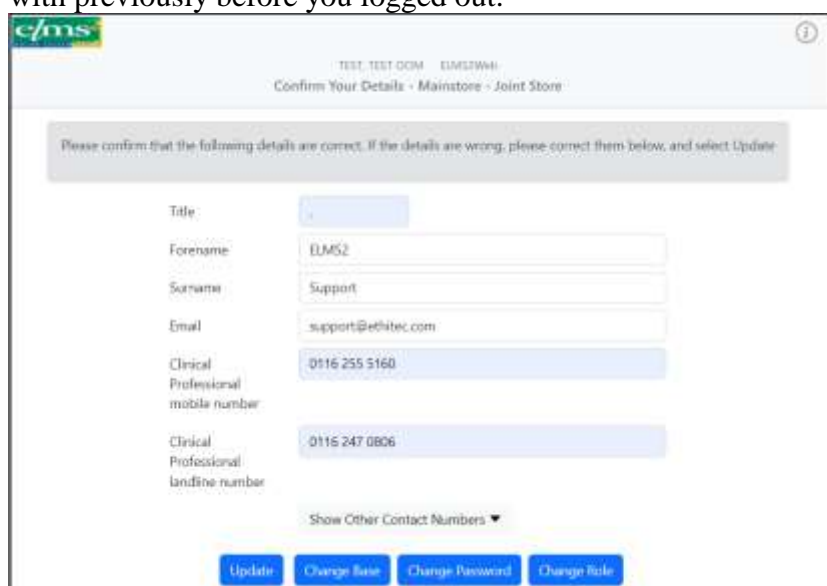 with previously before you logged out.
elms
TEST, TEST OOM ELMS2Web
Confirm Your Details - Mainstore - Joint Store
Please confirm that the following details are correct. If the details are wrong, please correct them below, and select Update
Title
.
Forename
ELMS2
Surname
Support
Email
support@ethitec.com
Clinical
Professional
mobile number
0116 255 5160
Clinical
Professional
landline number
0116 247 0806
Show Other Contact Numbers ▼
Update
Change Base
Change Password
Change Role